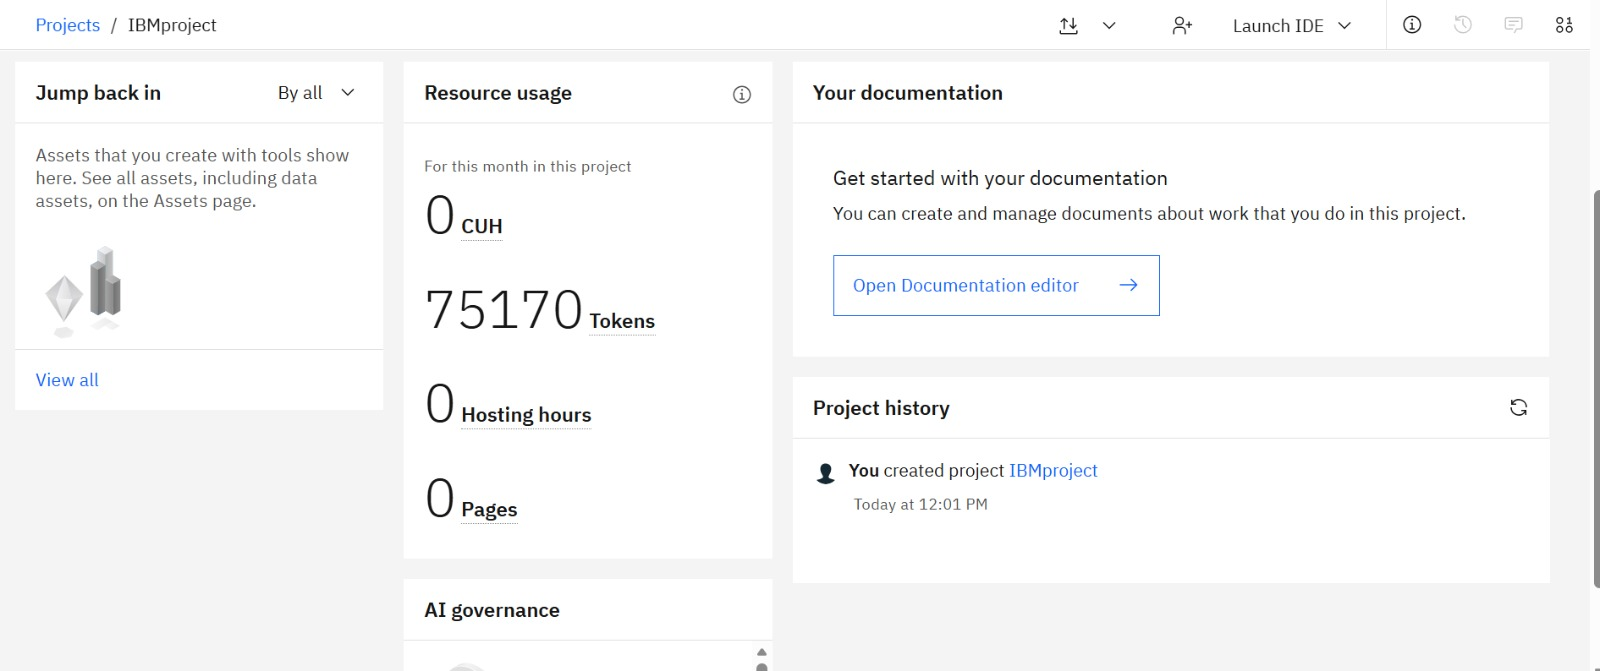 Projects / IBMproject
Launch IDE
Jump back in
By all
Assets that you create with tools show
here. See all assets, including data
assets, on the Assets page.
View all
Resource usage
For this month in this project
0 CUH
75170 Tokens
0 Hosting hours
0 Pages
AI governance
Your documentation
Get started with your documentation
You can create and manage documents about work that you do in this project.
Open Documentation editor
Project history
You created project IBMproject
Today at 12:01 PM